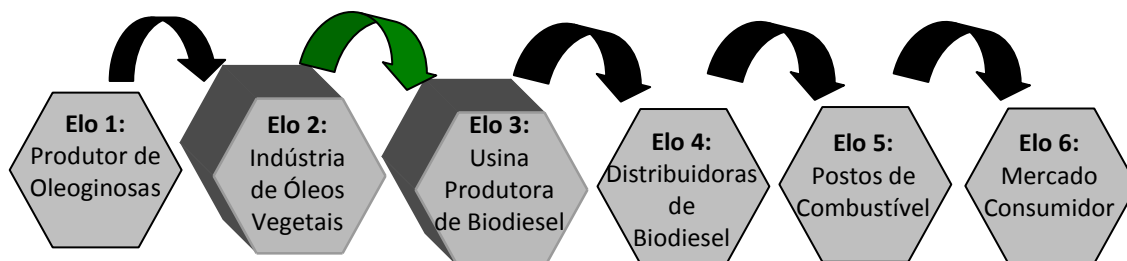 Elo 1:
Produtor de
Oleoginosas
Elo 2:
Indústria
de Óleos
Vegetais
Elo 3:
Usina
Produtora
de Biodiesel
Elo 4:
Distribuidoras
de
Biodiesel
Elo 5:
Postos de
Combustível
Elo 6:
Mercado
Consumidor